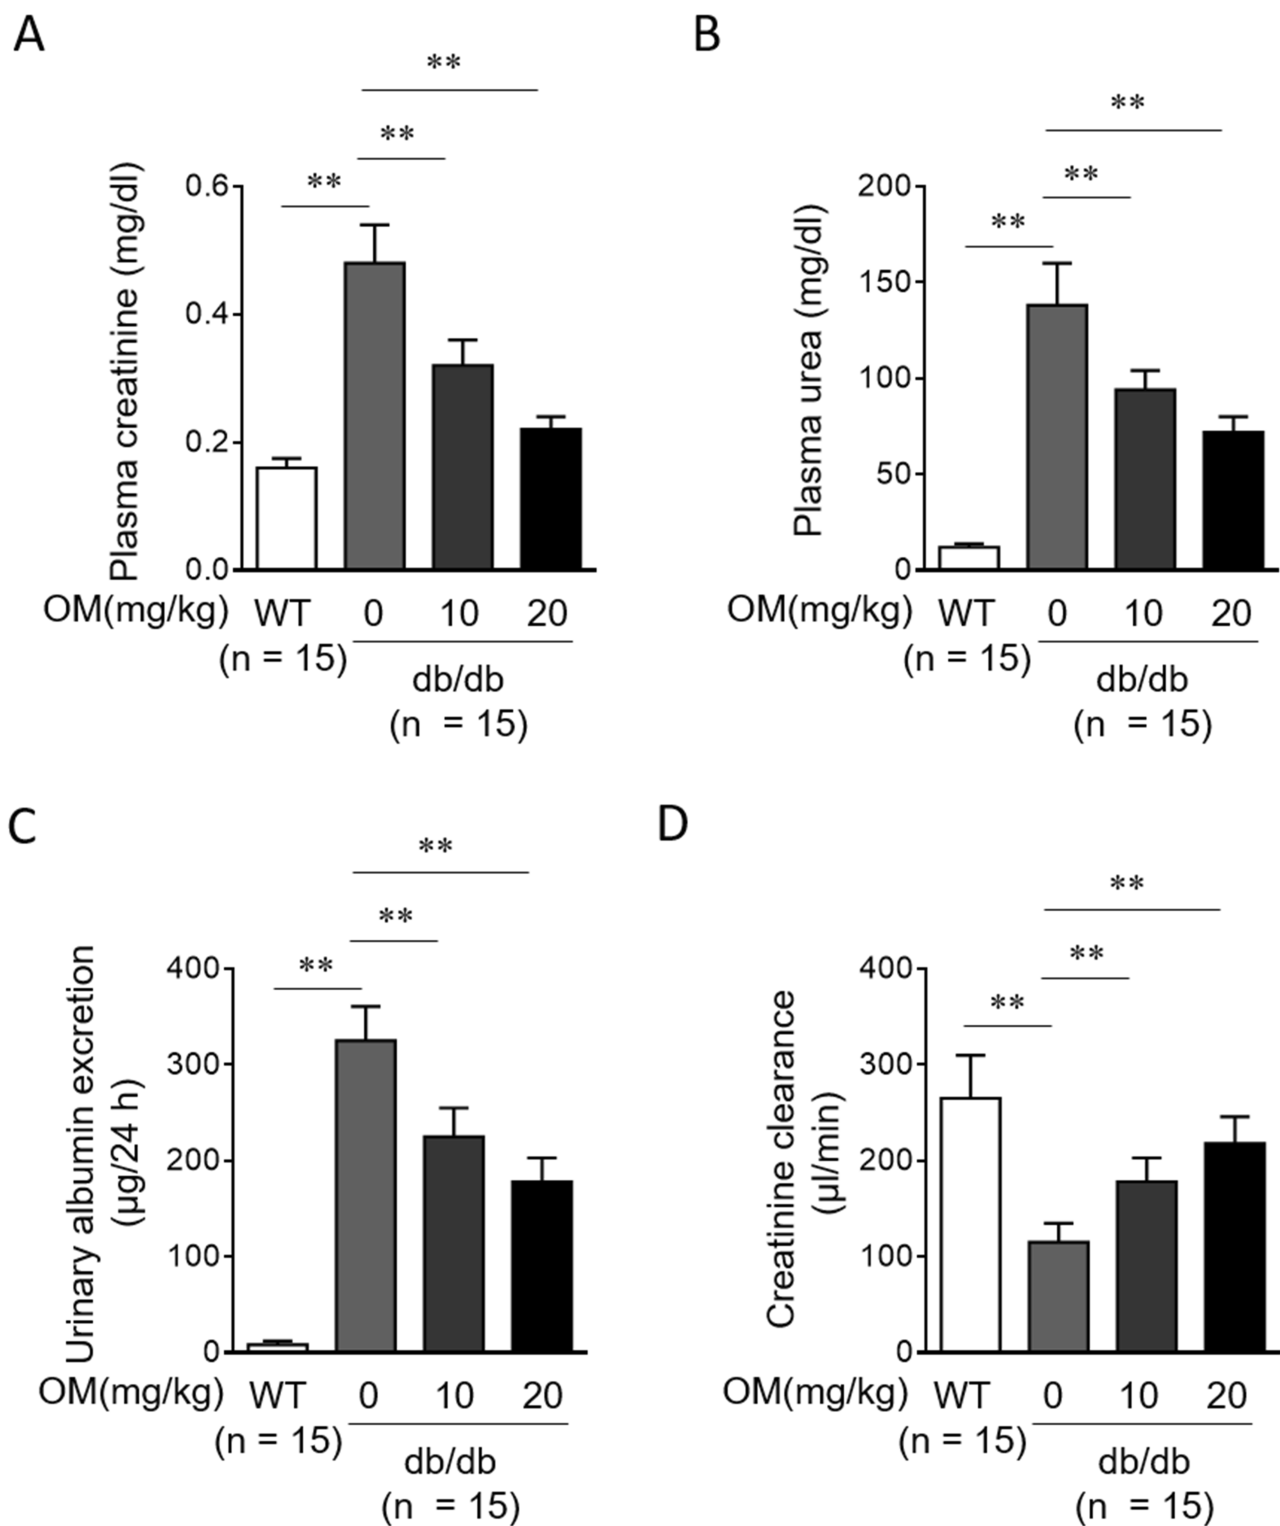 A
**
**
**
Plasma creatinine (mg/dl)
0.6
0.4
0.2
0.0
OM(mg/kg) WT 0 10 20
(n = 15)
db/db
(n = 15)
B
**
**
**
Plasma urea (mg/dl)
200
150
100
50
0
OM(mg/kg) WT 0 10 20
(n = 15)
db/db
(n = 15)
C
**
**
**
Urinary albumin excretion
(µg/24 h)
400
300
200
100
0
OM(mg/kg) WT 0 10 20
(n = 15)
db/db
(n = 15)
D
**
**
**
Creatinine clearance
(µl/min)
400
300
200
100
0
OM(mg/kg) WT 0 10 20
(n = 15)
db/db
(n = 15)